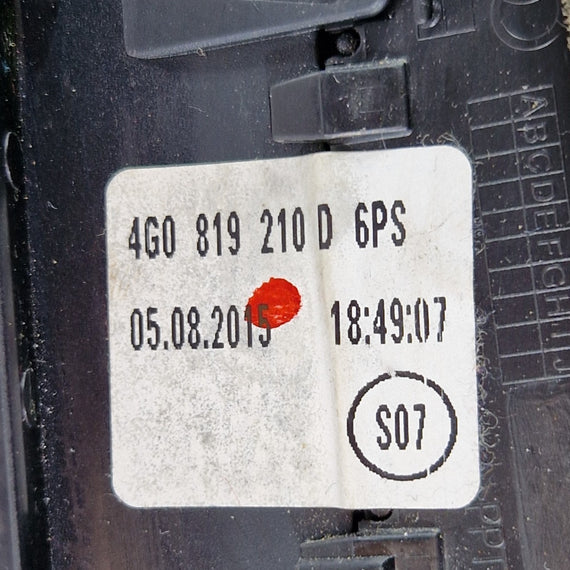 4G0 819 210 D 6PS
05.08.2015 18:49:07
S07
A B C D E F G H I J